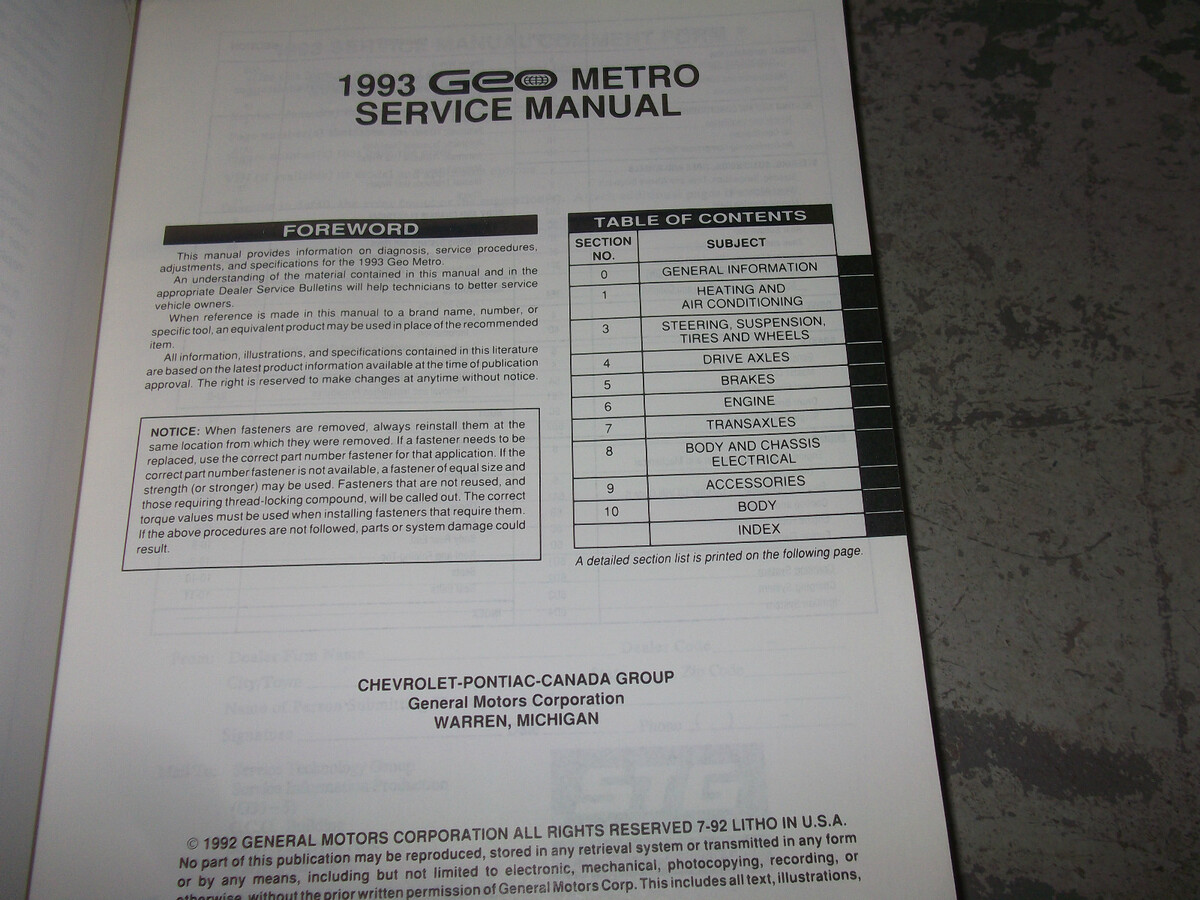 1993 Geo METRO
SERVICE MANUAL
FOREWORD
This manual provides information on diagnosis, service procedures,
adjustments, and specifications for the 1993 Geo Metro.
An understanding of the material contained in this manual and in the
appropriate Dealer Service Bulletins will help technicians to better service
vehicle owners.
When reference is made in this manual to a brand name, number, or
specific tool, an equivalent product may be used in place of the recommended
item.
All information, illustrations, and specifications contained in this literature
are based on the latest product information available at the time of publication
approval. The right is reserved to make changes at anytime without notice.
NOTICE: When fasteners are removed, always reinstall them at the
same location from which they were removed. If a fastener needs to be
replaced, use the correct part number fastener for that application. If the
correct part number fastener is not available, a fastener of equal size and
strength (or stronger) may be used. Fasteners that are not reused, and
those requiring thread-locking compound, will be called out. The correct
torque values must be used when installing fasteners that require them.
If the above procedures are not followed, parts or system damage could
result.
TABLE OF CONTENTS
SECTION NO. SUBJECT
0 GENERAL INFORMATION
1 HEATING AND
AIR CONDITIONING
3 STEERING, SUSPENSION,
TIRES AND WHEELS
4 DRIVE AXLES
5 BRAKES
6 ENGINE
7 TRANSAXLES
8 BODY AND CHASSIS
ELECTRICAL
9 ACCESSORIES
10 BODY
INDEX
A detailed section list is printed on the following page.
CHEVROLET-PONTIAC-CANADA GROUP
General Motors Corporation
WARREN, MICHIGAN
© 1992 GENERAL MOTORS CORPORATION ALL RIGHTS RESERVED 7-92 LITHO IN U.S.A.
No part of this publication may be reproduced, stored in any retrieval system or transmitted in any form
or by any means, including but not limited to electronic, mechanical, photocopying, recording, or
otherwise, without the prior written permission of General Motors Corp. This includes all text, illustrations,